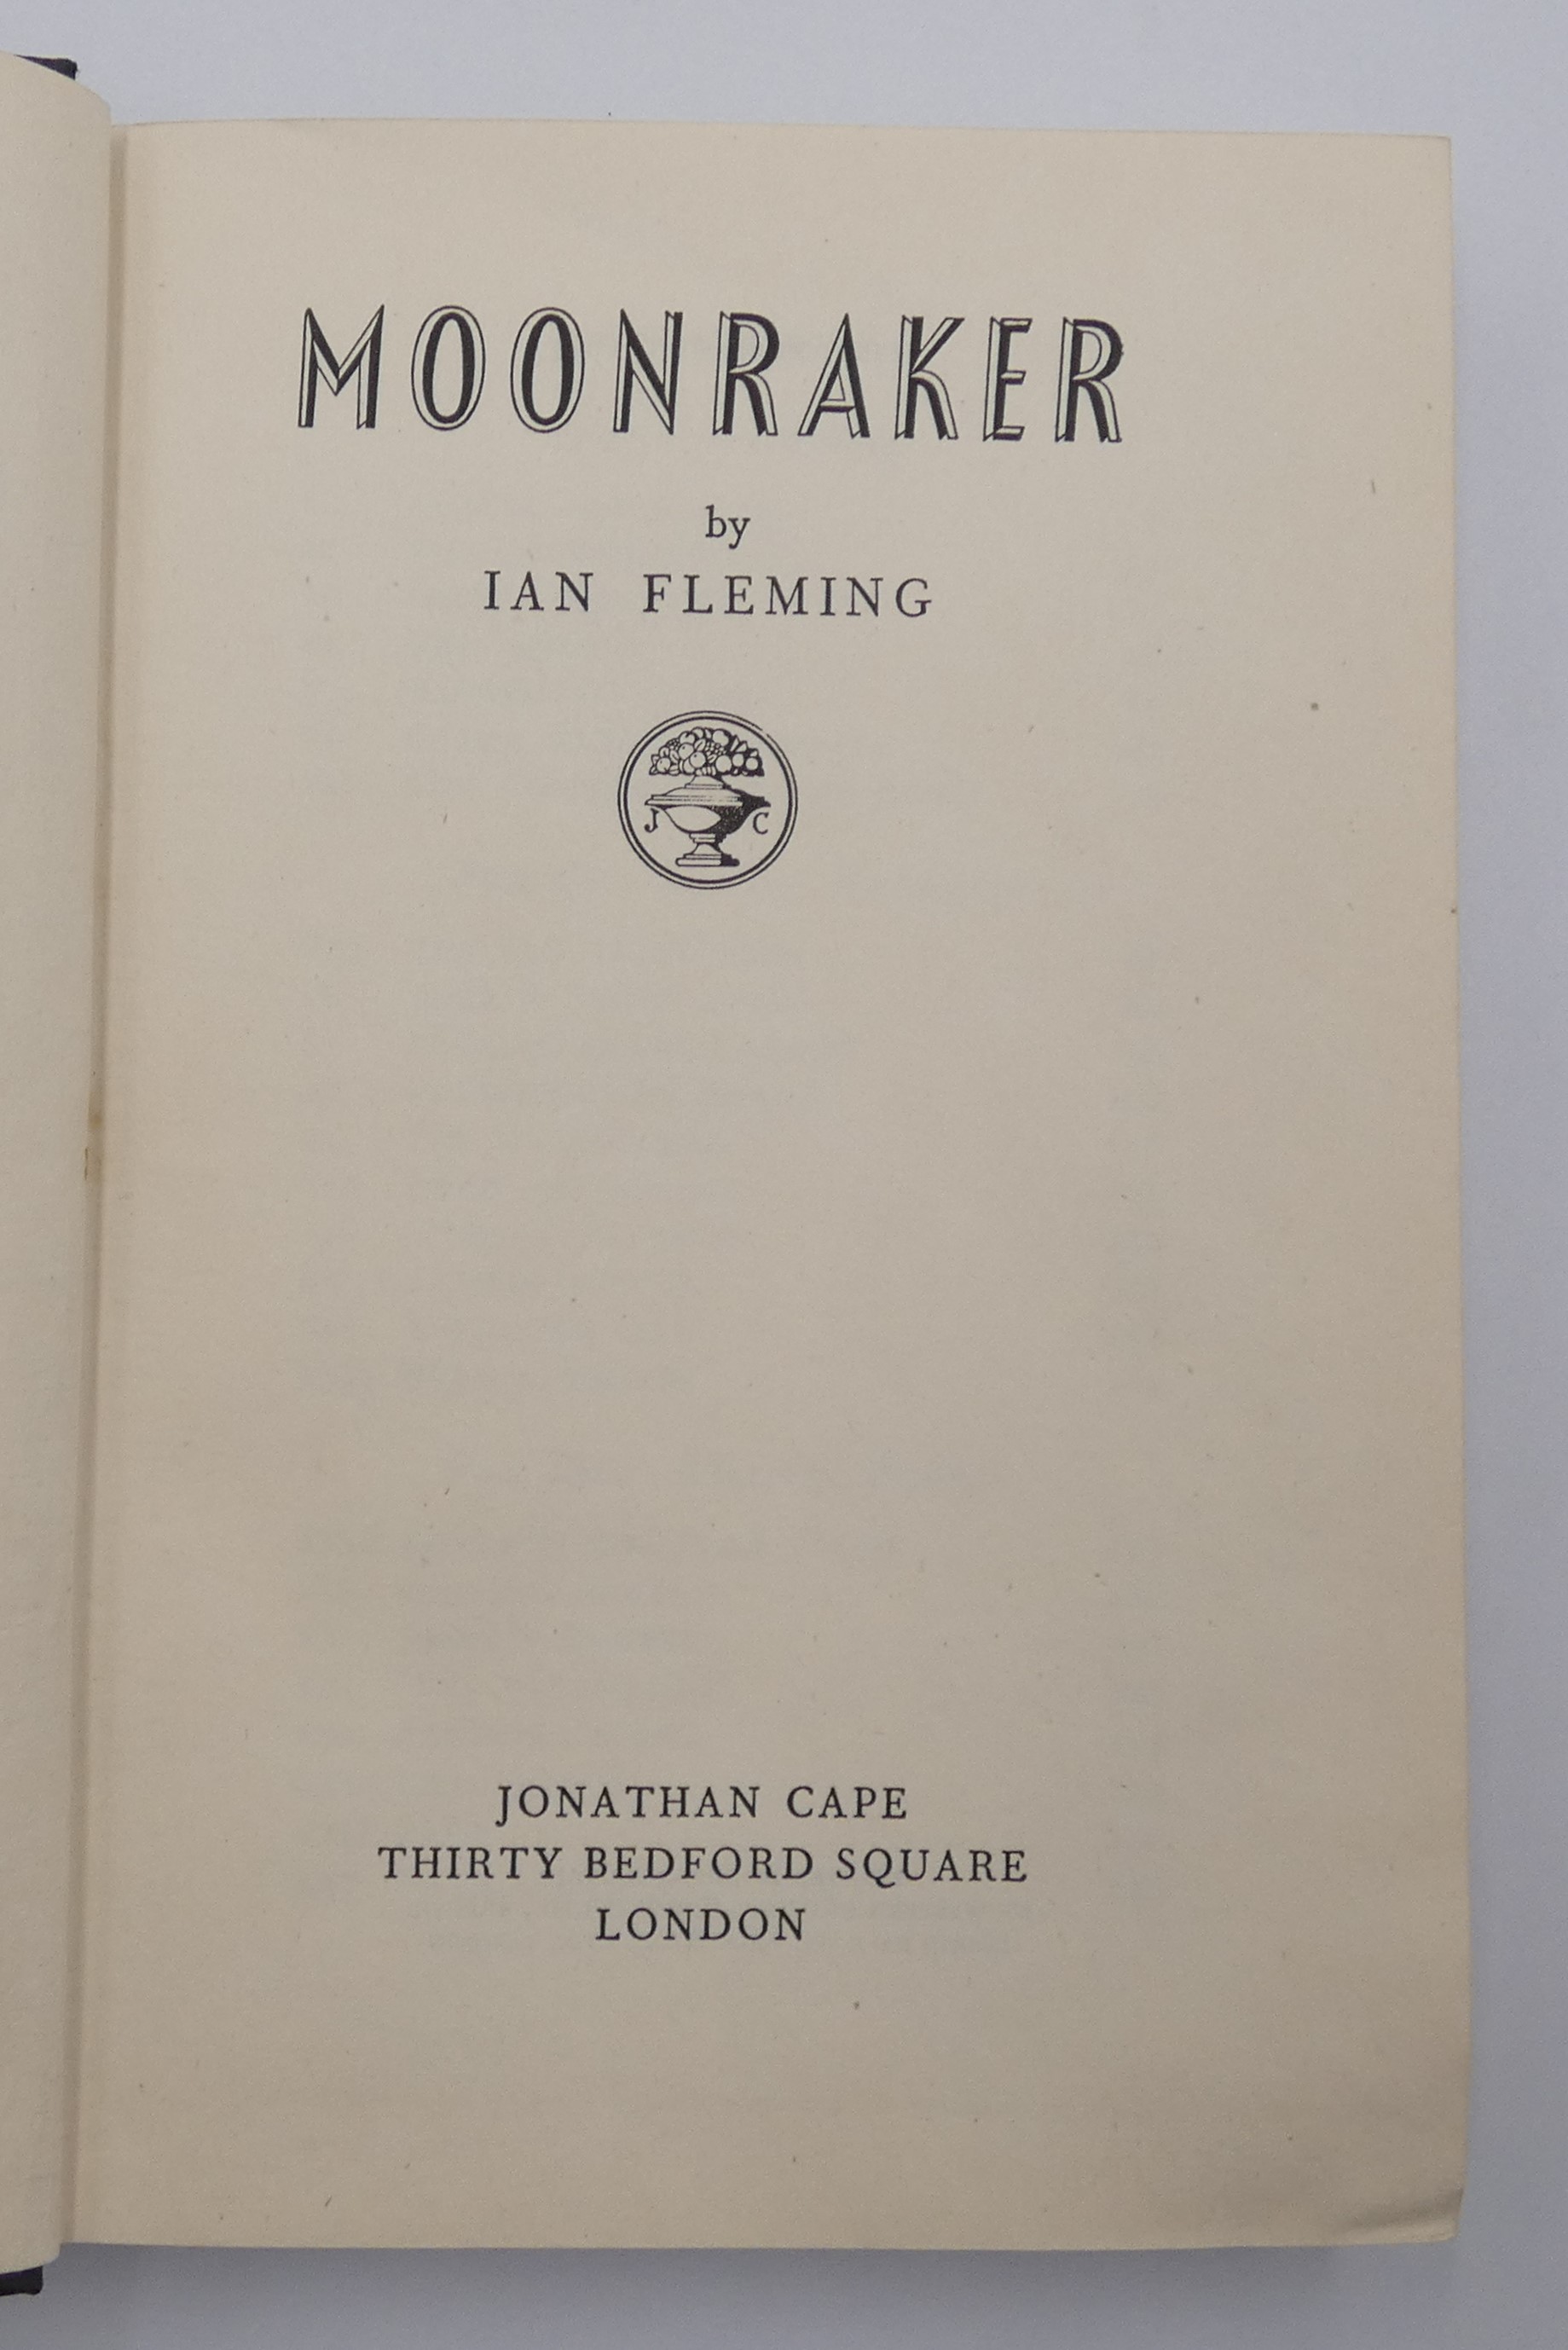 MOONRAKER
by
IAN FLEMING
J C
JONATHAN CAPE
THIRTY BEDFORD SQUARE
LONDON